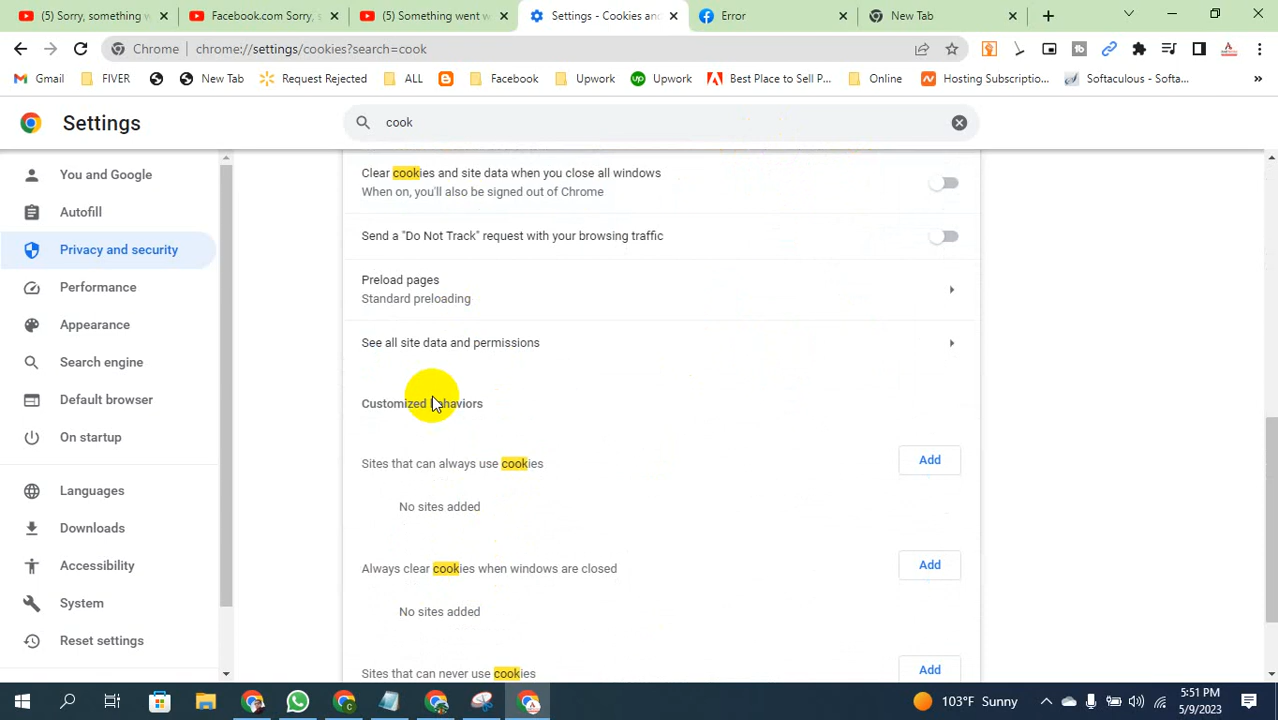 (5) Sorry, something w
Facebook.com Sorry, s
(5) Something went w
Settings - Cookies and
Error
New Tab
Chrome | chrome://settings/cookies?search=cook
Gmail
FIVER
New Tab
Request Rejected
ALL
Facebook
Upwork
Upwork
Best Place to Sell P...
Online
Hosting Subscriptio...
Softaculous - Softa...
»
Settings
cook
You and Google
Autofill
Privacy and security
Performance
Appearance
Search engine
Default browser
On startup
Languages
Downloads
Accessibility
System
Reset settings
Clear cookies and site data when you close all windows
When on, you'll also be signed out of Chrome
Send a "Do Not Track" request with your browsing traffic
Preload pages
Standard preloading
See all site data and permissions
Customized behaviors
Sites that can always use cookies
Add
No sites added
Always clear cookies when windows are closed
Add
No sites added
Sites that can never use cookies
Add
103°F Sunny
5:51 PM
5/9/2023